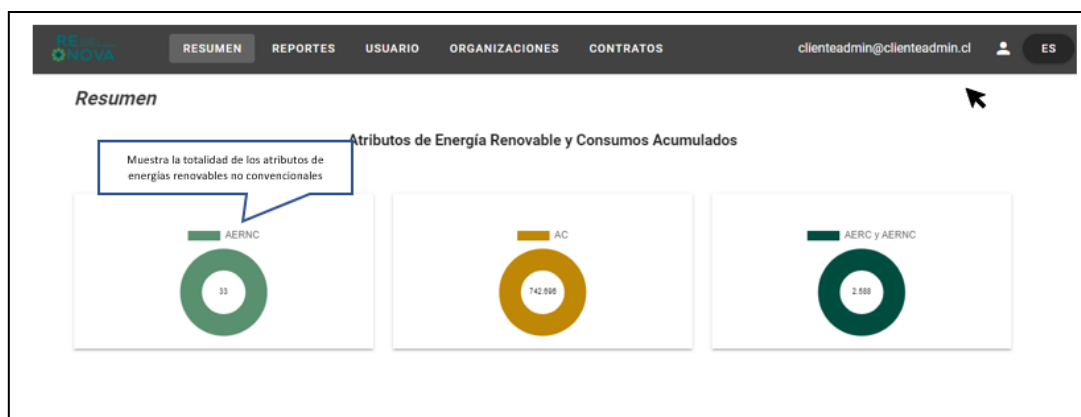 RE
NOVA
RESUMEN REPORTES USUARIO ORGANIZACIONES CONTRATOS clienteadmin@clienteadmin.cl ES
Resumen
Atributos de Energía Renovable y Consumos Acumulados
Muestra la totalidad de los atributos de
energías renovables no convencionales
AERNC
33
AC
742.696
AERC y AERNC
2.588